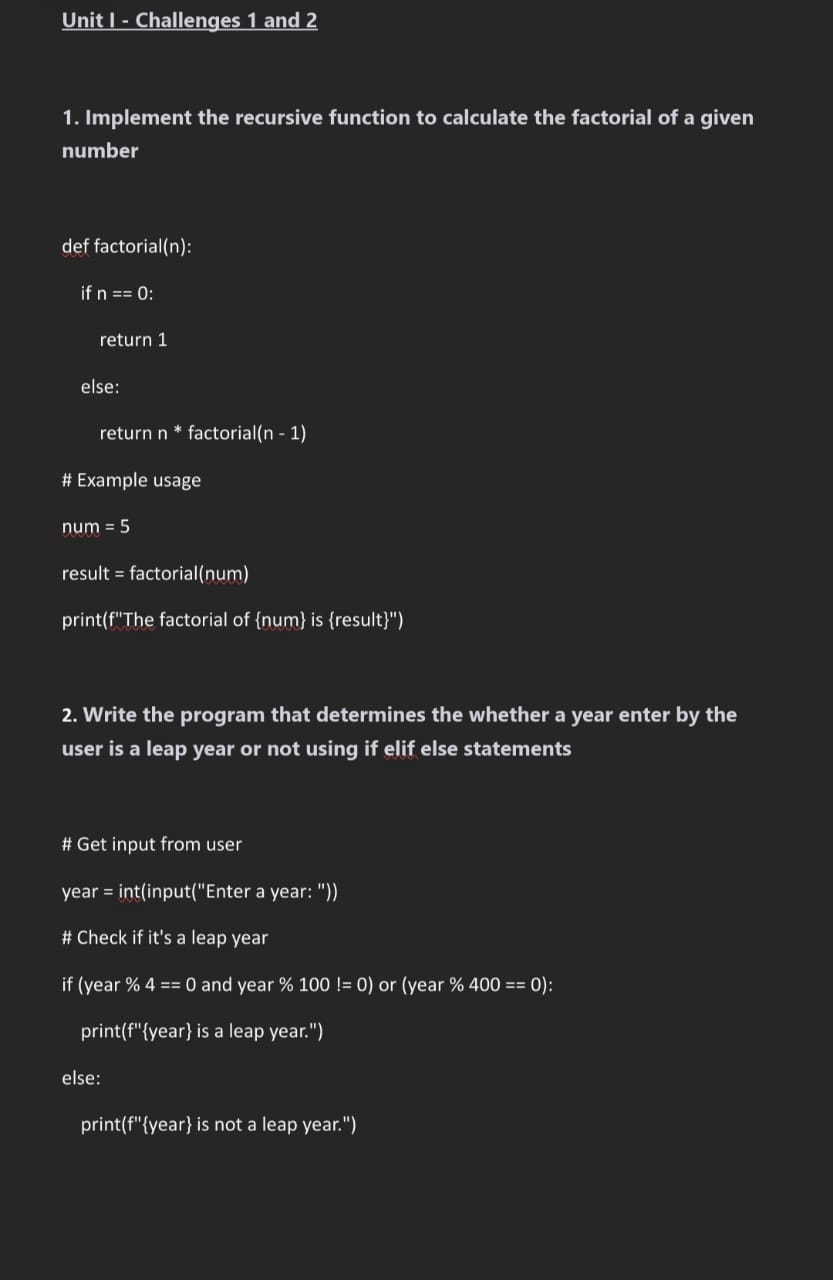 Unit I - Challenges 1 and 2
1. Implement the recursive function to calculate the factorial of a given
number
def factorial(n):
if n == 0:
return 1
else:
return n * factorial(n - 1)
# Example usage
num = 5
result = factorial(num)
print(f"The factorial of {num} is {result}")
2. Write the program that determines the whether a year enter by the
user is a leap year or not using if elif else statements
# Get input from user
year = int(input("Enter a year: "))
# Check if it's a leap year
if (year % 4 == 0 and year % 100 != 0) or (year % 400 == 0):
print(f"{year} is a leap year.")
else:
print(f"{year} is not a leap year.")